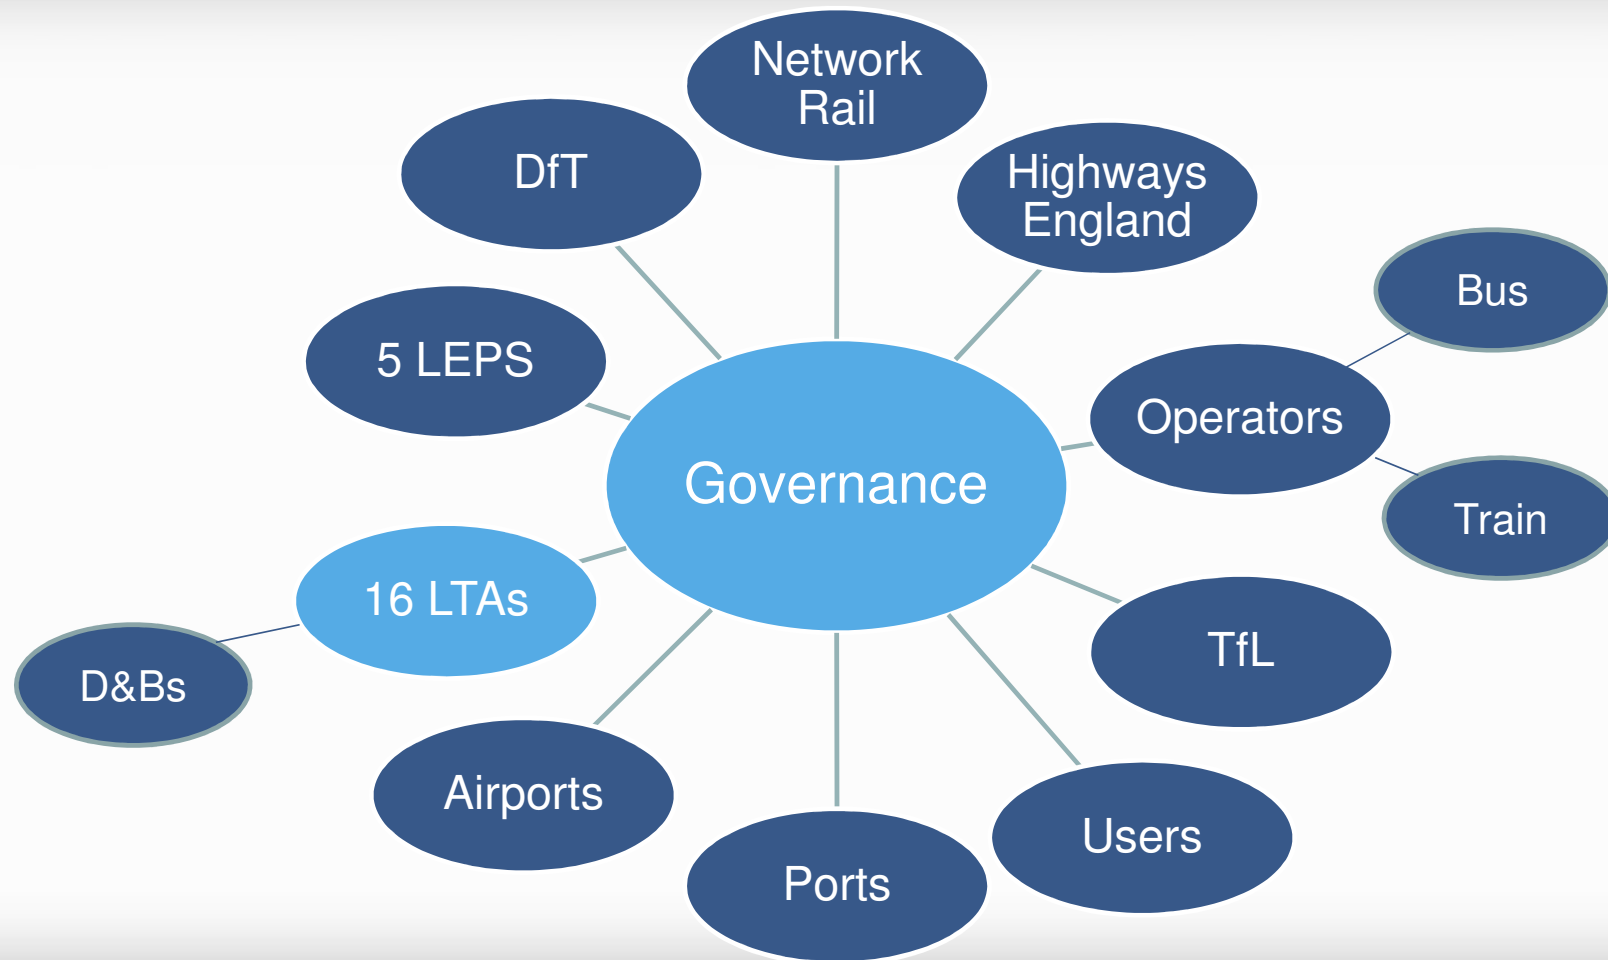 Network
Rail
DfT
Highways
England
Bus
5 LEPS
Operators
Governance
Train
16 LTAs
TfL
D&Bs
Airports
Users
Ports